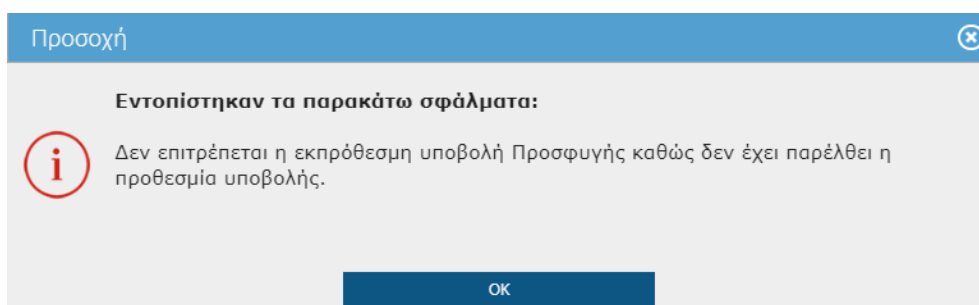 Προσοχή
Εντοπίστηκαν τα παρακάτω σφάλματα:
Δεν επιτρέπεται η εκπρόθεσμη υποβολή Προσφυγής καθώς δεν έχει παρέλθει η
προθεσμία υποβολής.
OK